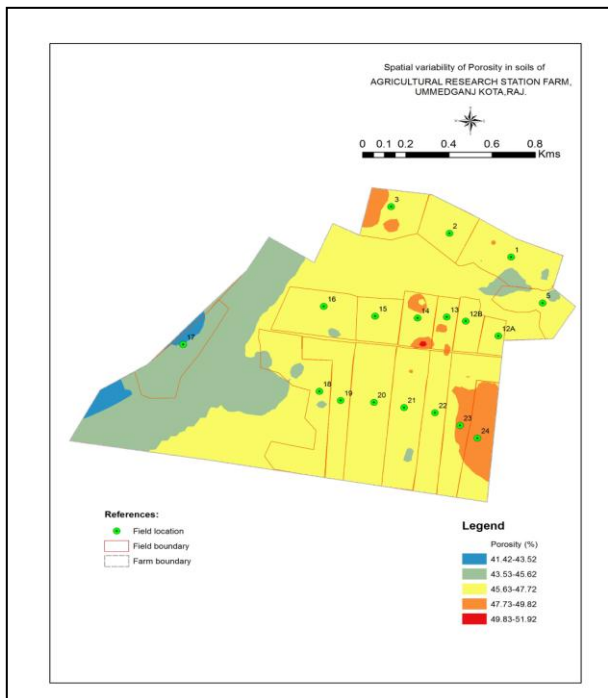 Spatial variability of Porosity in soils of
AGRICULTURAL RESEARCH STATION FARM,
UMMEDGANJ KOTA,RAJ.
0 0.1 0.2 0.4 0.6 0.8
Kms
3
2
1
5
16
15
14
13
12B
12A
17
18
19
20
21
22
23
24
References:
Field location
Field boundary
Farm boundary
Legend
Porosity (%)
41.42-43.52
43.53-45.62
45.63-47.72
47.73-49.82
49.83-51.92